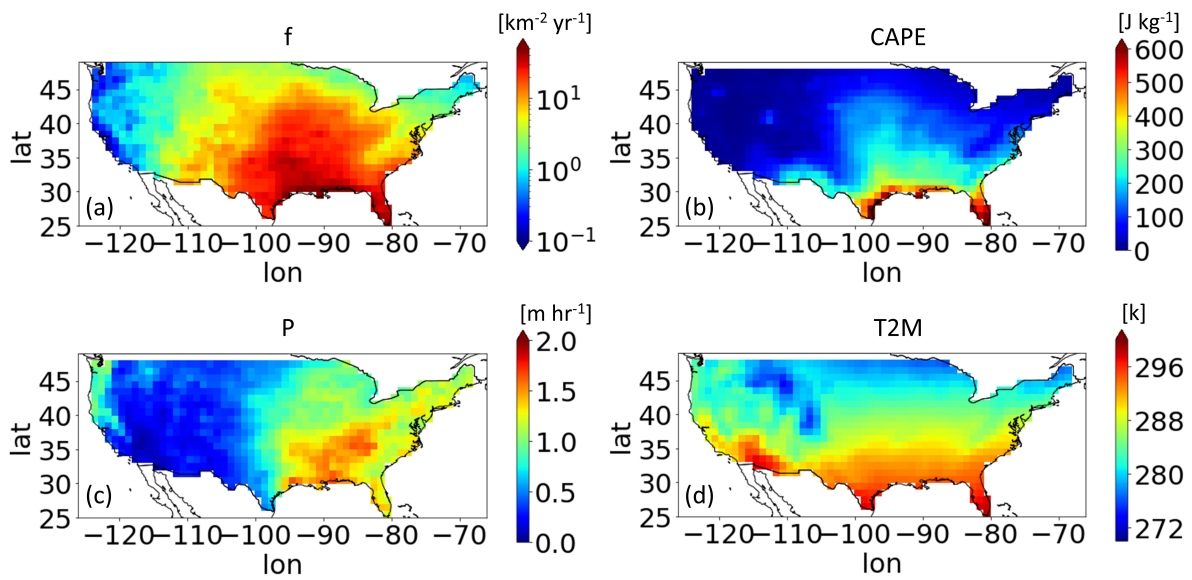 f
[km-2 yr-1]
45
40
35
30
25
lat
(a)
−120 −110 −100 −90 −80 −70
lon
10^1
10^0
10^−1
CAPE
[J kg-1]
45
40
35
30
25
lat
(b)
−120 −110 −100 −90 −80 −70
lon
600
500
400
300
200
100
0
P
[m hr-1]
45
40
35
30
25
lat
(c)
−120 −110 −100 −90 −80 −70
lon
2.0
1.5
1.0
0.5
0.0
T2M
[k]
45
40
35
30
25
lat
(d)
−120 −110 −100 −90 −80 −70
lon
296
288
280
272